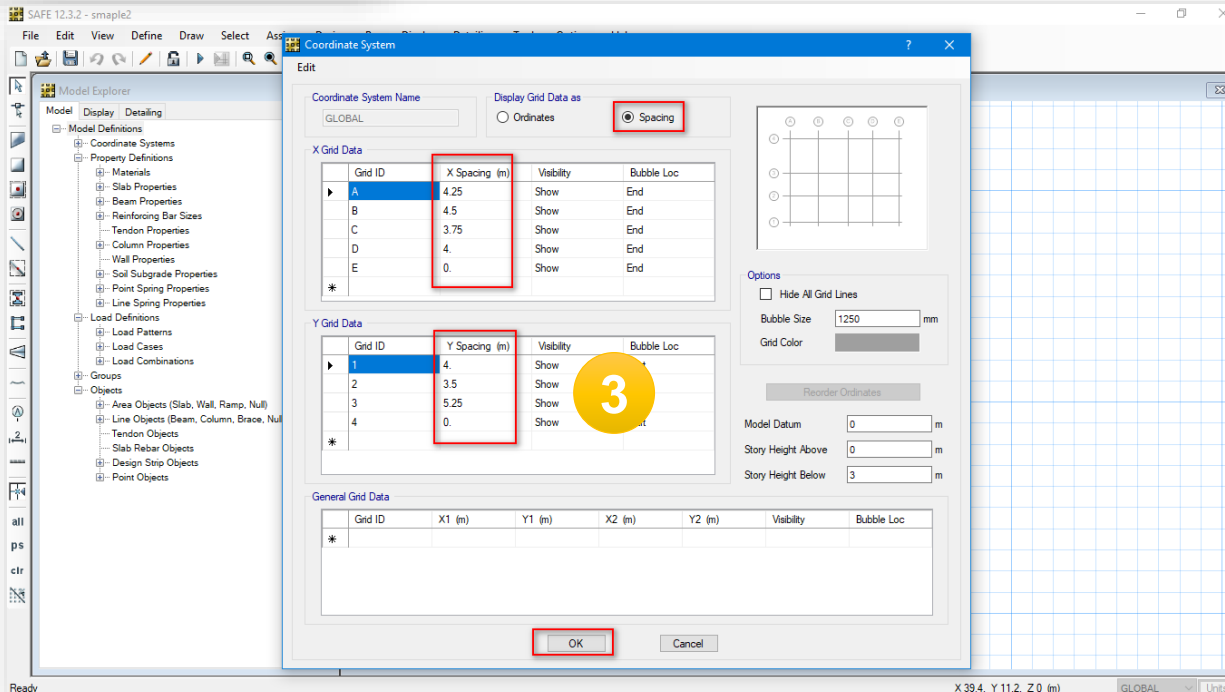 SAFE 12.3.2 - smaple2
File Edit View Define Draw Select
Model Explorer
Model Display Detailing
Model Definitions
Coordinate Systems
Property Definitions
Materials
Slab Properties
Beam Properties
Reinforcing Bar Sizes
Tendon Properties
Column Properties
Wall Properties
Soil Subgrade Properties
Point Spring Properties
Line Spring Properties
Load Definitions
Load Patterns
Load Cases
Load Combinations
Groups
Objects
Area Objects (Slab, Wall, Ramp, Null)
Line Objects (Beam, Column, Brace, Nul
Tendon Objects
Slab Rebar Objects
Design Strip Objects
Point Objects
all
ps
clr
Coordinate System ?
Edit
Coordinate System Name
GLOBAL
Display Grid Data as
Ordinates Spacing
X Grid Data
Grid ID X Spacing (m) Visibility Bubble Loc
A 4.25 Show End
B 4.5 Show End
C 3.75 Show End
D 4. Show End
E 0. Show End
Y Grid Data
Grid ID Y Spacing (m) Visibility Bubble Loc
1 4. Show
2 3.5 Show
3 5.25 Show
4 0. Show
3
Options
Hide All Grid Lines
Bubble Size 1250 mm
Grid Color
Reorder Ordinates
Model Datum 0 m
Story Height Above 0 m
Story Height Below 3 m
General Grid Data
Grid ID X1 (m) Y1 (m) X2 (m) Y2 (m) Visibility Bubble Loc
OK Cancel
Ready X 39.4, Y 11.2, Z 0 (m) GLOBAL Units